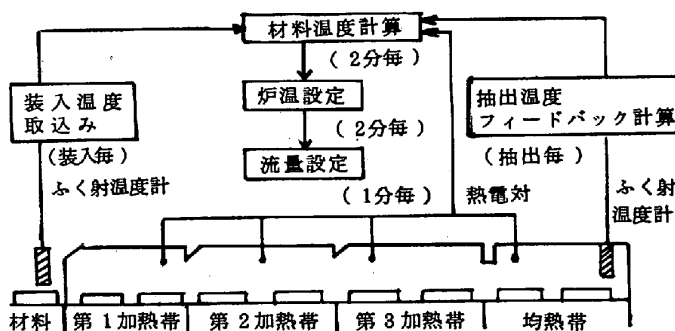 材料温度計算
(2分毎)
装入温度
取込み
(装入毎)
ふく射温度計
炉温設定
(2分毎)
流量設定
(1分毎)
抽出温度
フィードバック計算
(抽出毎)
熱電対
ふく射
温度計
材料
第1加熱帯
第2加熱帯
第3加熱帯
均熱帯